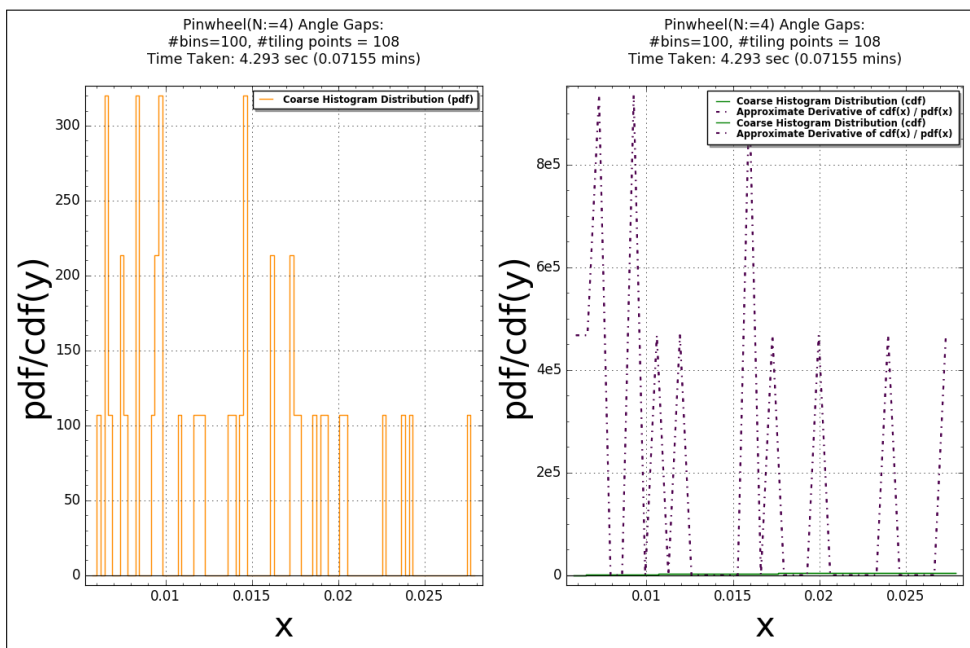 Pinwheel(N:=4) Angle Gaps:
#bins=100, #tiling points = 108
Time Taken: 4.293 sec (0.07155 mins)
Coarse Histogram Distribution (pdf)
300
250
200
150
100
50
0
0.01
0.015
0.02
0.025
pdf/cdf(y)
x
Pinwheel(N:=4) Angle Gaps:
#bins=100, #tiling points = 108
Time Taken: 4.293 sec (0.07155 mins)
Coarse Histogram Distribution (cdf)
Approximate Derivative of cdf(x) / pdf(x)
Coarse Histogram Distribution (cdf)
Approximate Derivative of cdf(x) / pdf(x)
8e5
6e5
4e5
2e5
0
0.01
0.015
0.02
0.025
pdf/cdf(y)
x